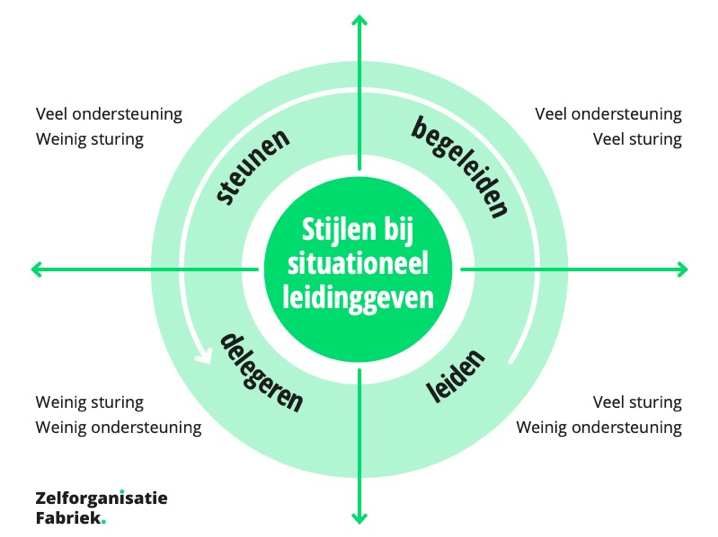 Veel ondersteuning
Weinig sturing
Veel ondersteuning
Veel sturing
steunen
begeleiden
Stijlen bij
situationeel
leidinggeven
delegeren
leiden
Weinig sturing
Weinig ondersteuning
Veel sturing
Weinig ondersteuning
Zelforganisatie
Fabriek.